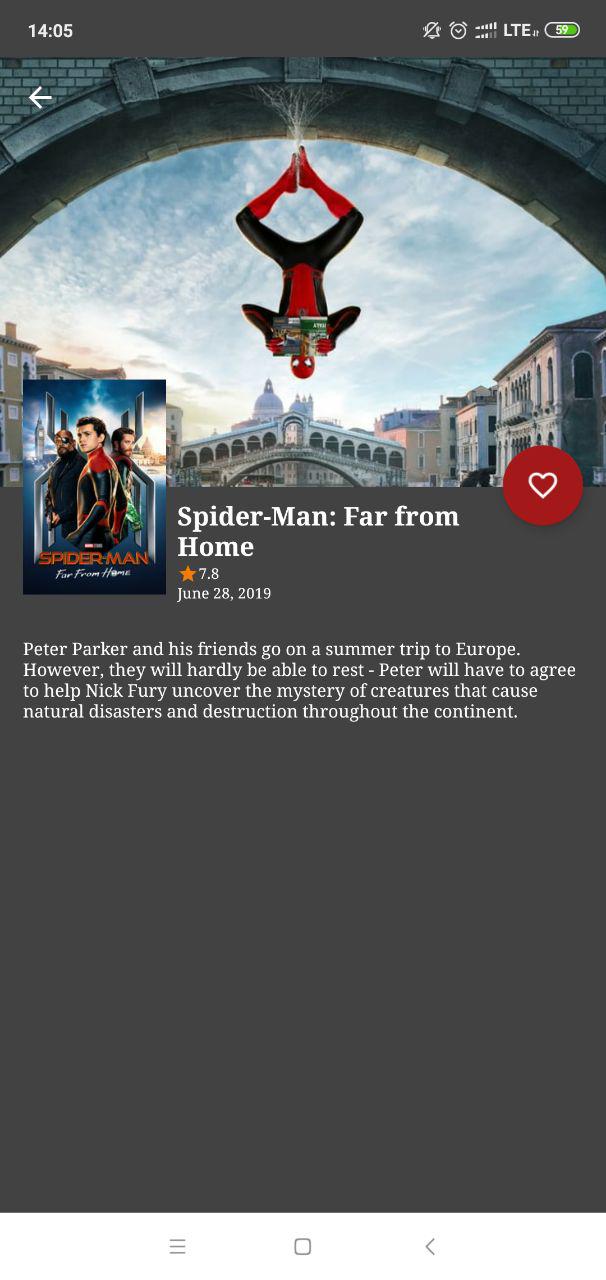 14:05
LTE
59
SPIDER-MAN
Far From Home
Spider-Man: Far from
Home
7.8
June 28, 2019
Peter Parker and his friends go on a summer trip to Europe.
However, they will hardly be able to rest - Peter will have to agree
to help Nick Fury uncover the mystery of creatures that cause
natural disasters and destruction throughout the continent.